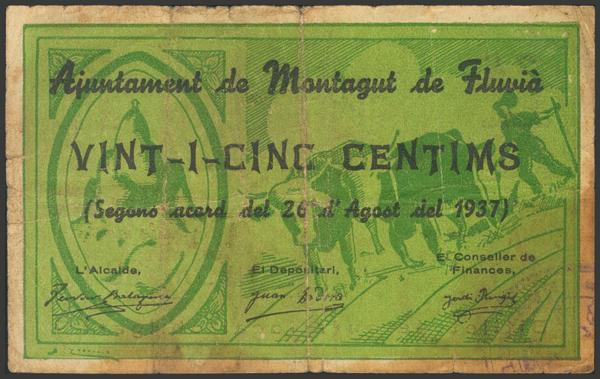 Ajuntament de Montagut de Fluvià
VINT-I-CINC CENTIMS
(Segons acord del 26 d'Agost del 1937)
L'Alcalde,
El Depositari,
El Conseller de
Finances,
Juan